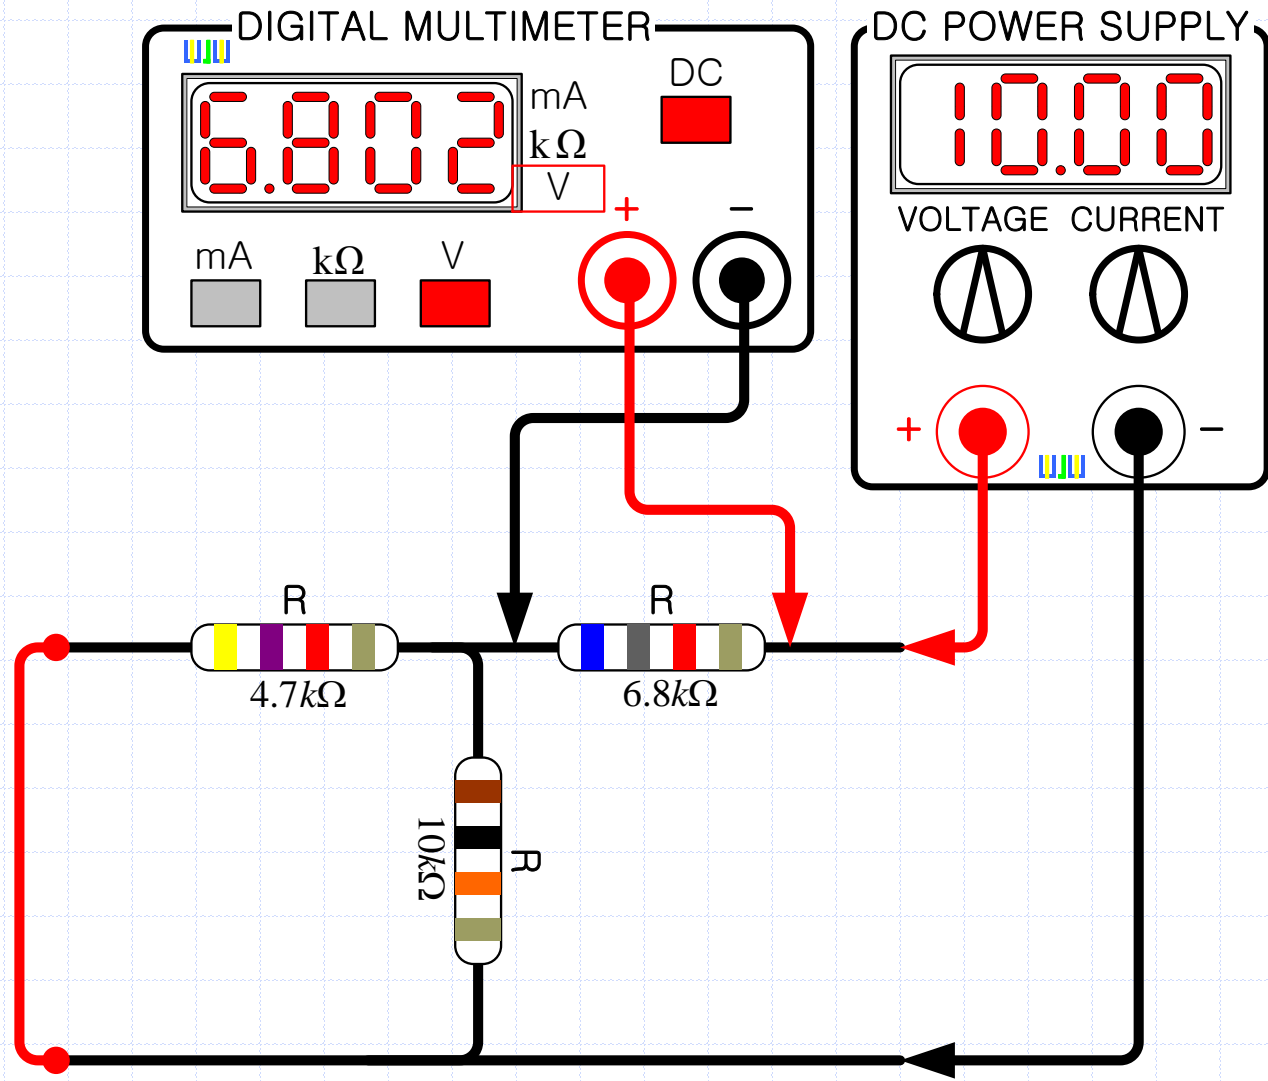 DIGITAL MULTIMETER
DC POWER SUPPLY
6.802
mA
kΩ
V
DC
10.00
+ −
VOLTAGE CURRENT
mA kΩ V
+ −
R
4.7kΩ
R
6.8kΩ
10kΩ
R